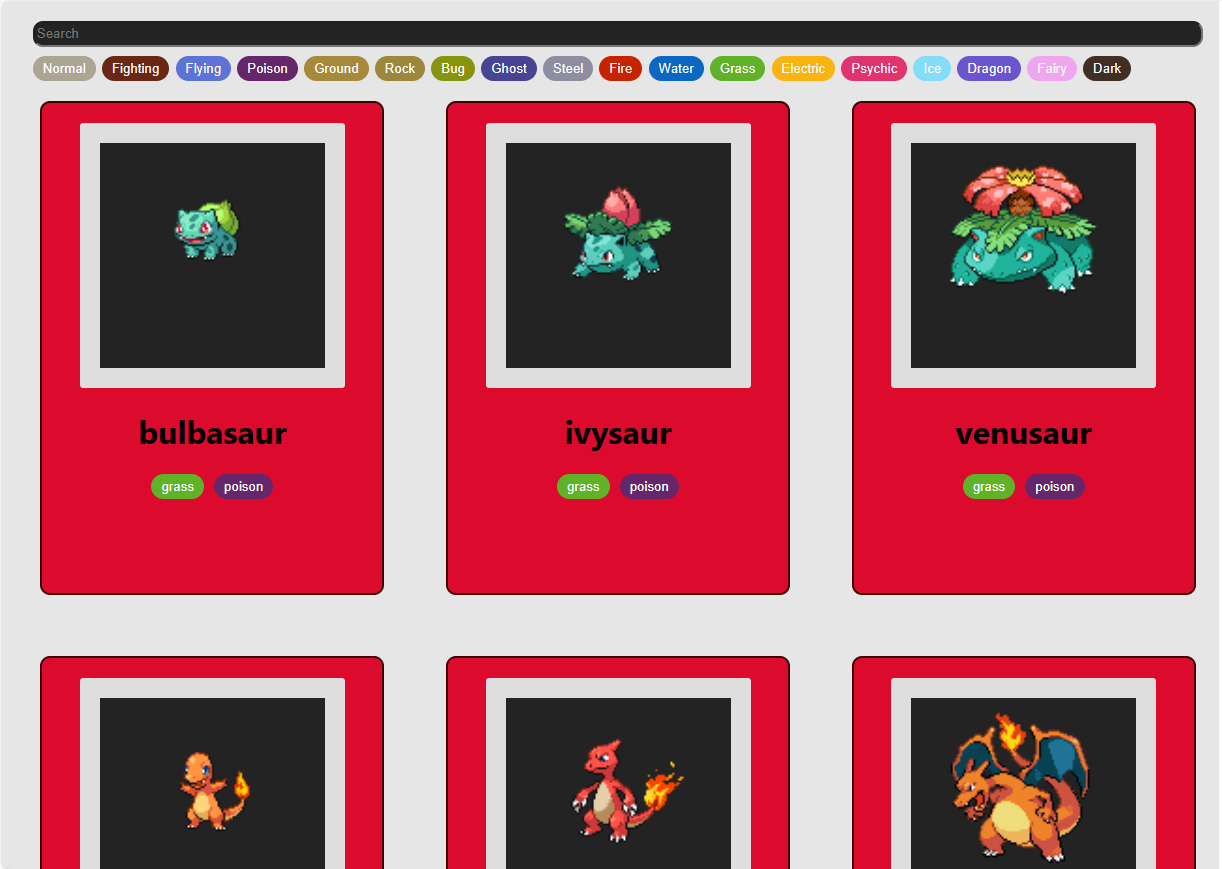 Search
Normal Fighting Flying Poison Ground Rock Bug Ghost Steel Fire Water Grass Electric Psychic Ice Dragon Fairy Dark
bulbasaur
grass poison
ivysaur
grass poison
venusaur
grass poison